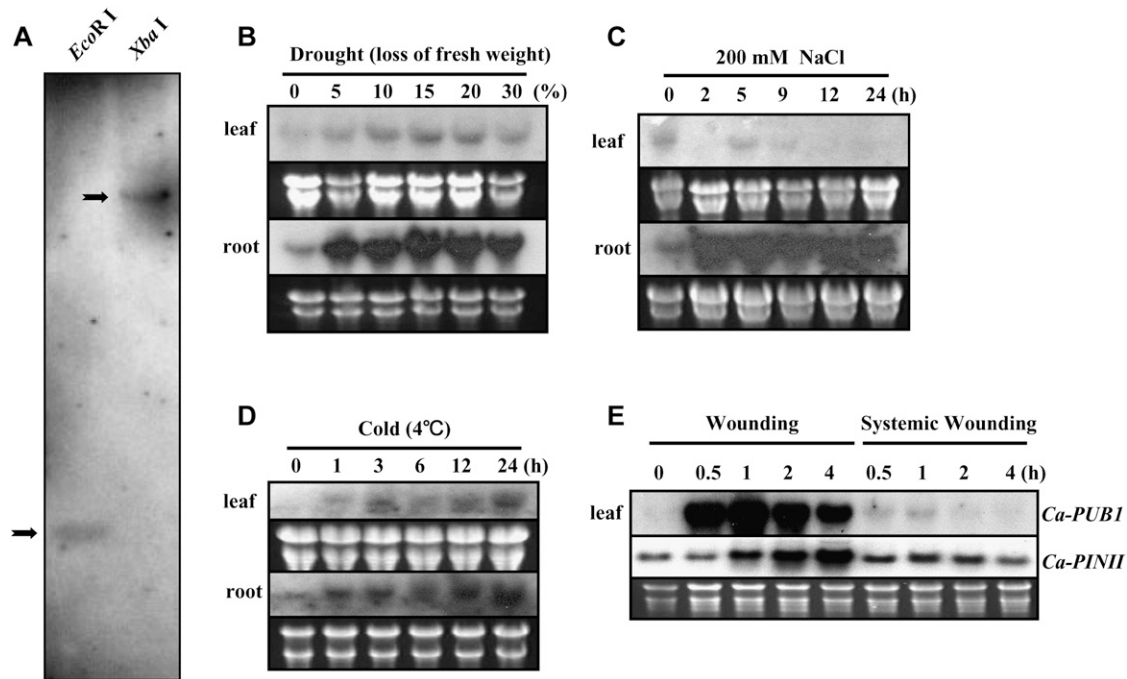 A
EcoR I
Xba I
B
Drought (loss of fresh weight)
0 5 10 15 20 30 (%)
leaf
root
C
200 mM NaCl
0 2 5 9 12 24 (h)
leaf
root
D
Cold (4℃)
0 1 3 6 12 24 (h)
leaf
root
E
Wounding Systemic Wounding
0 0.5 1 2 4 0.5 1 2 4 (h)
leaf Ca-PUB1
Ca-PINII